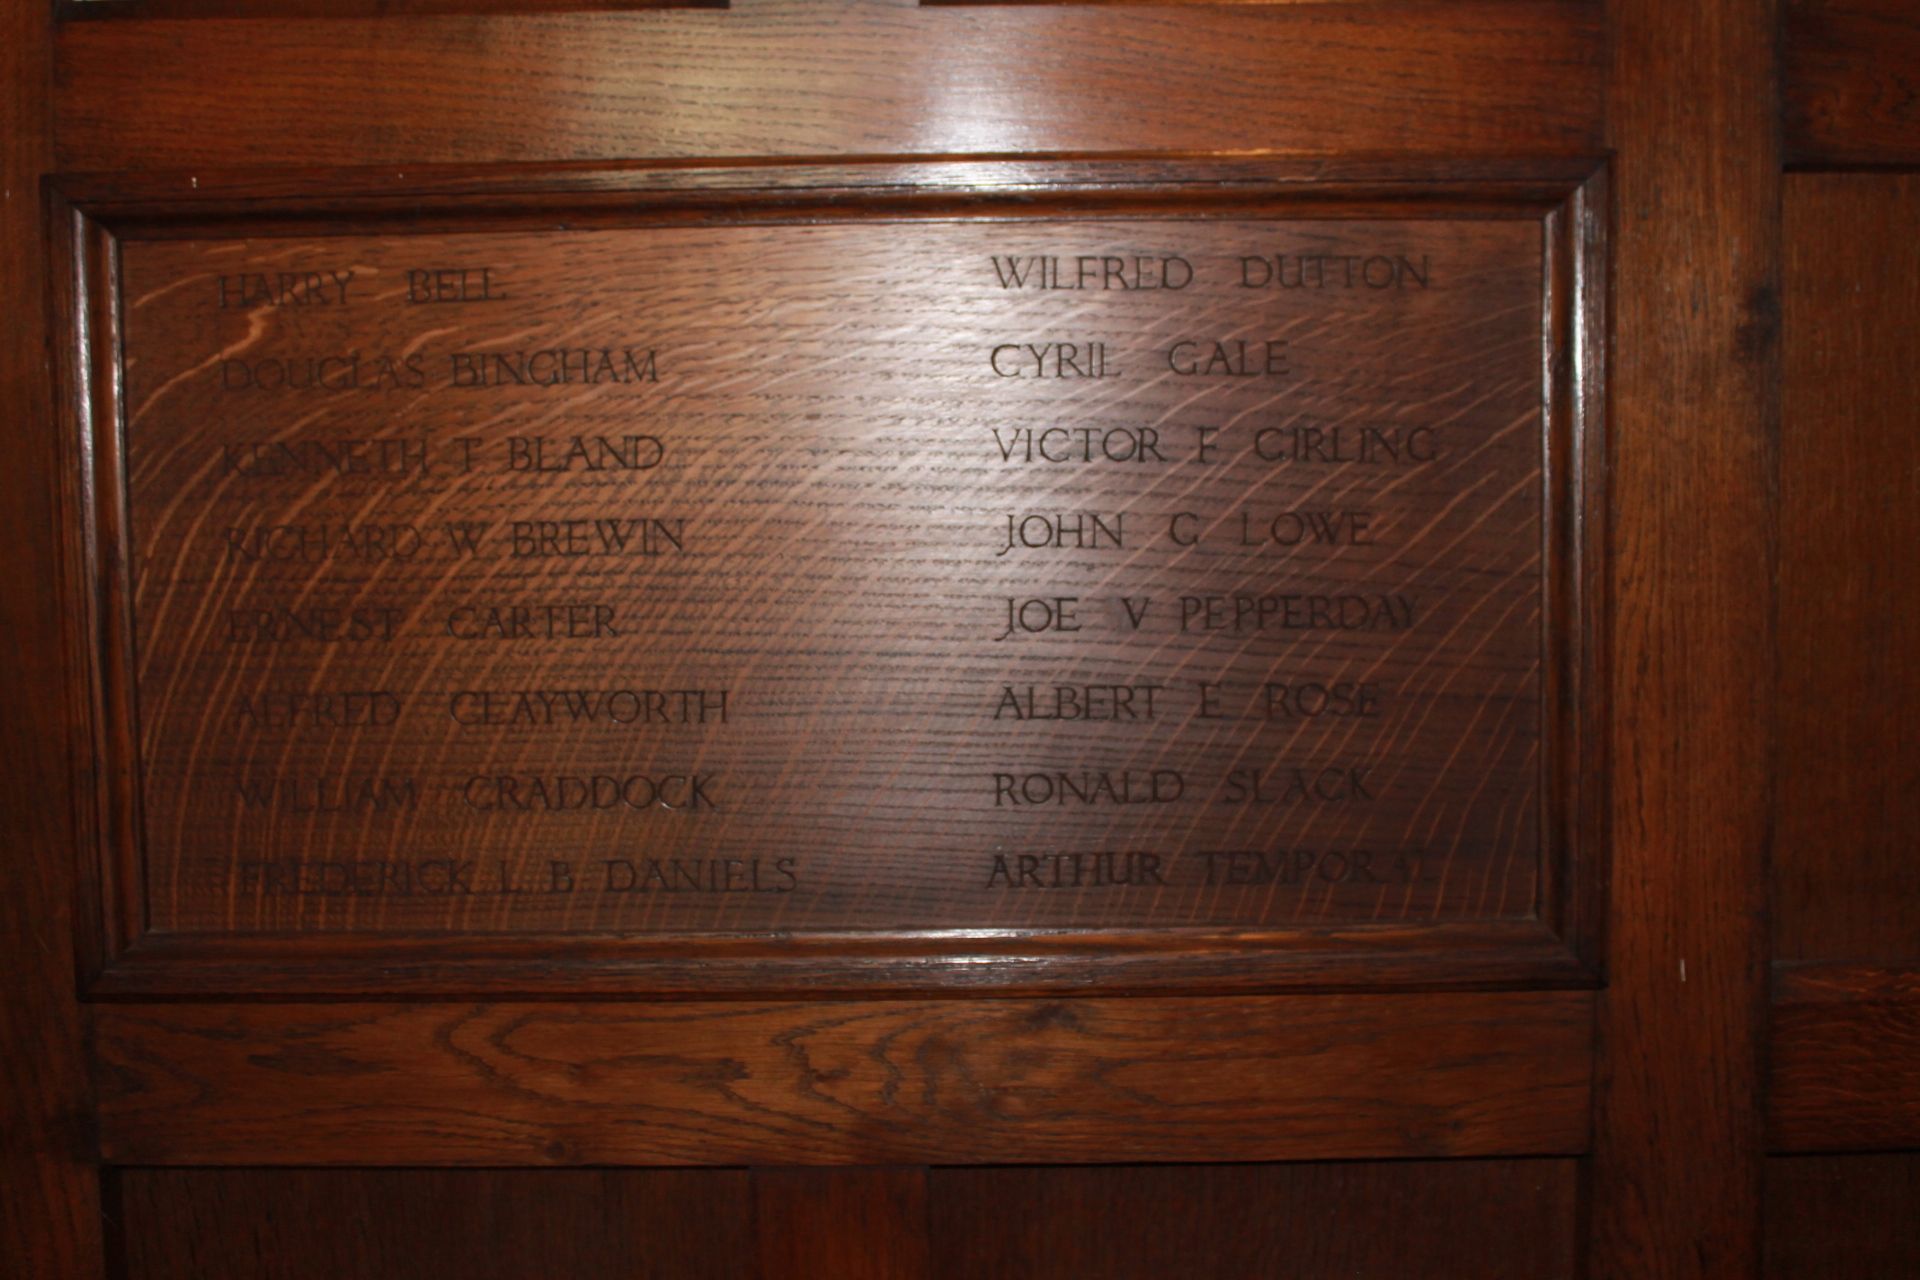 HARRY BELL
DOUGLAS BINGHAM
KENNETH T BLAND
RICHARD W BREWIN
ERNEST CARTER
ALFRED CLAYWORTH
WILLIAM CRADDOCK
FREDERICK L B DANIELS
WILFRED DUTTON
CYRIL GALE
VICTOR F GIRLING
JOHN G LOWE
JOE V PEPPERDAY
ALBERT E ROSE
RONALD SLACK
ARTHUR TEMPORAL